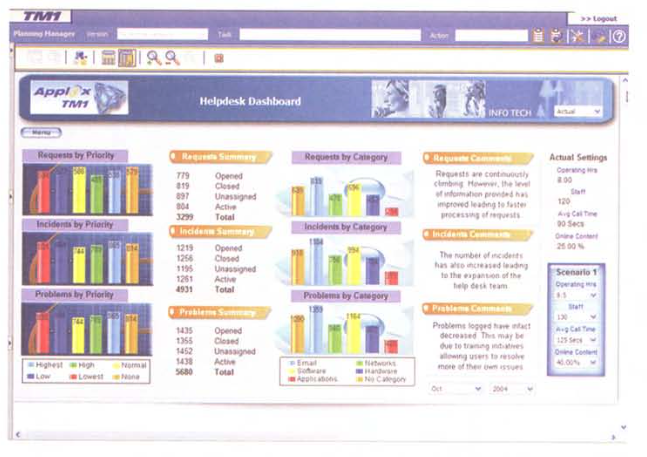 TM1
>> Logout
Planning Manager Version Task Action
Applix
TM1
Helpdesk Dashboard
INFO TECH
Actual
Menu
Requests by Priority
Requests Summary
779 Opened
819 Closed
897 Unassigned
804 Active
3299 Total
Requests by Category
Requests Comments
Requests are continuously
climbing. However, the level
of information provided has
improved leading to faster
processing of requests.
Actual Settings
Operating Hrs
8.00
Staff
120
Avg Call Time
90 Secs
Online Content
25.00 %
Incidents by Priority
744
814
Incidents Summary
1219 Opened
1256 Closed
1195 Unassigned
1261 Active
4931 Total
Incidents by Category
994
Incidents Comments
The number of incidents
has also increased leading
to the expansion of the
help desk team.
Problems by Priority
744
814
Highest High Normal
Low Lowest None
Problems Summary
1435 Opened
1355 Closed
1452 Unassigned
1438 Active
5680 Total
Problems by Category
1359
1164
Email Networks
Software Hardware
Applications No Category
Problems Comments
Problems logged have infact
decreased. This may be
due to training initiatives
allowing users to resolve
more of their own issues
Oct 2004
Scenario 1
Operating Hrs
8.5
Staff
130
Avg Call Time
125 Secs
Online Content
40.00%